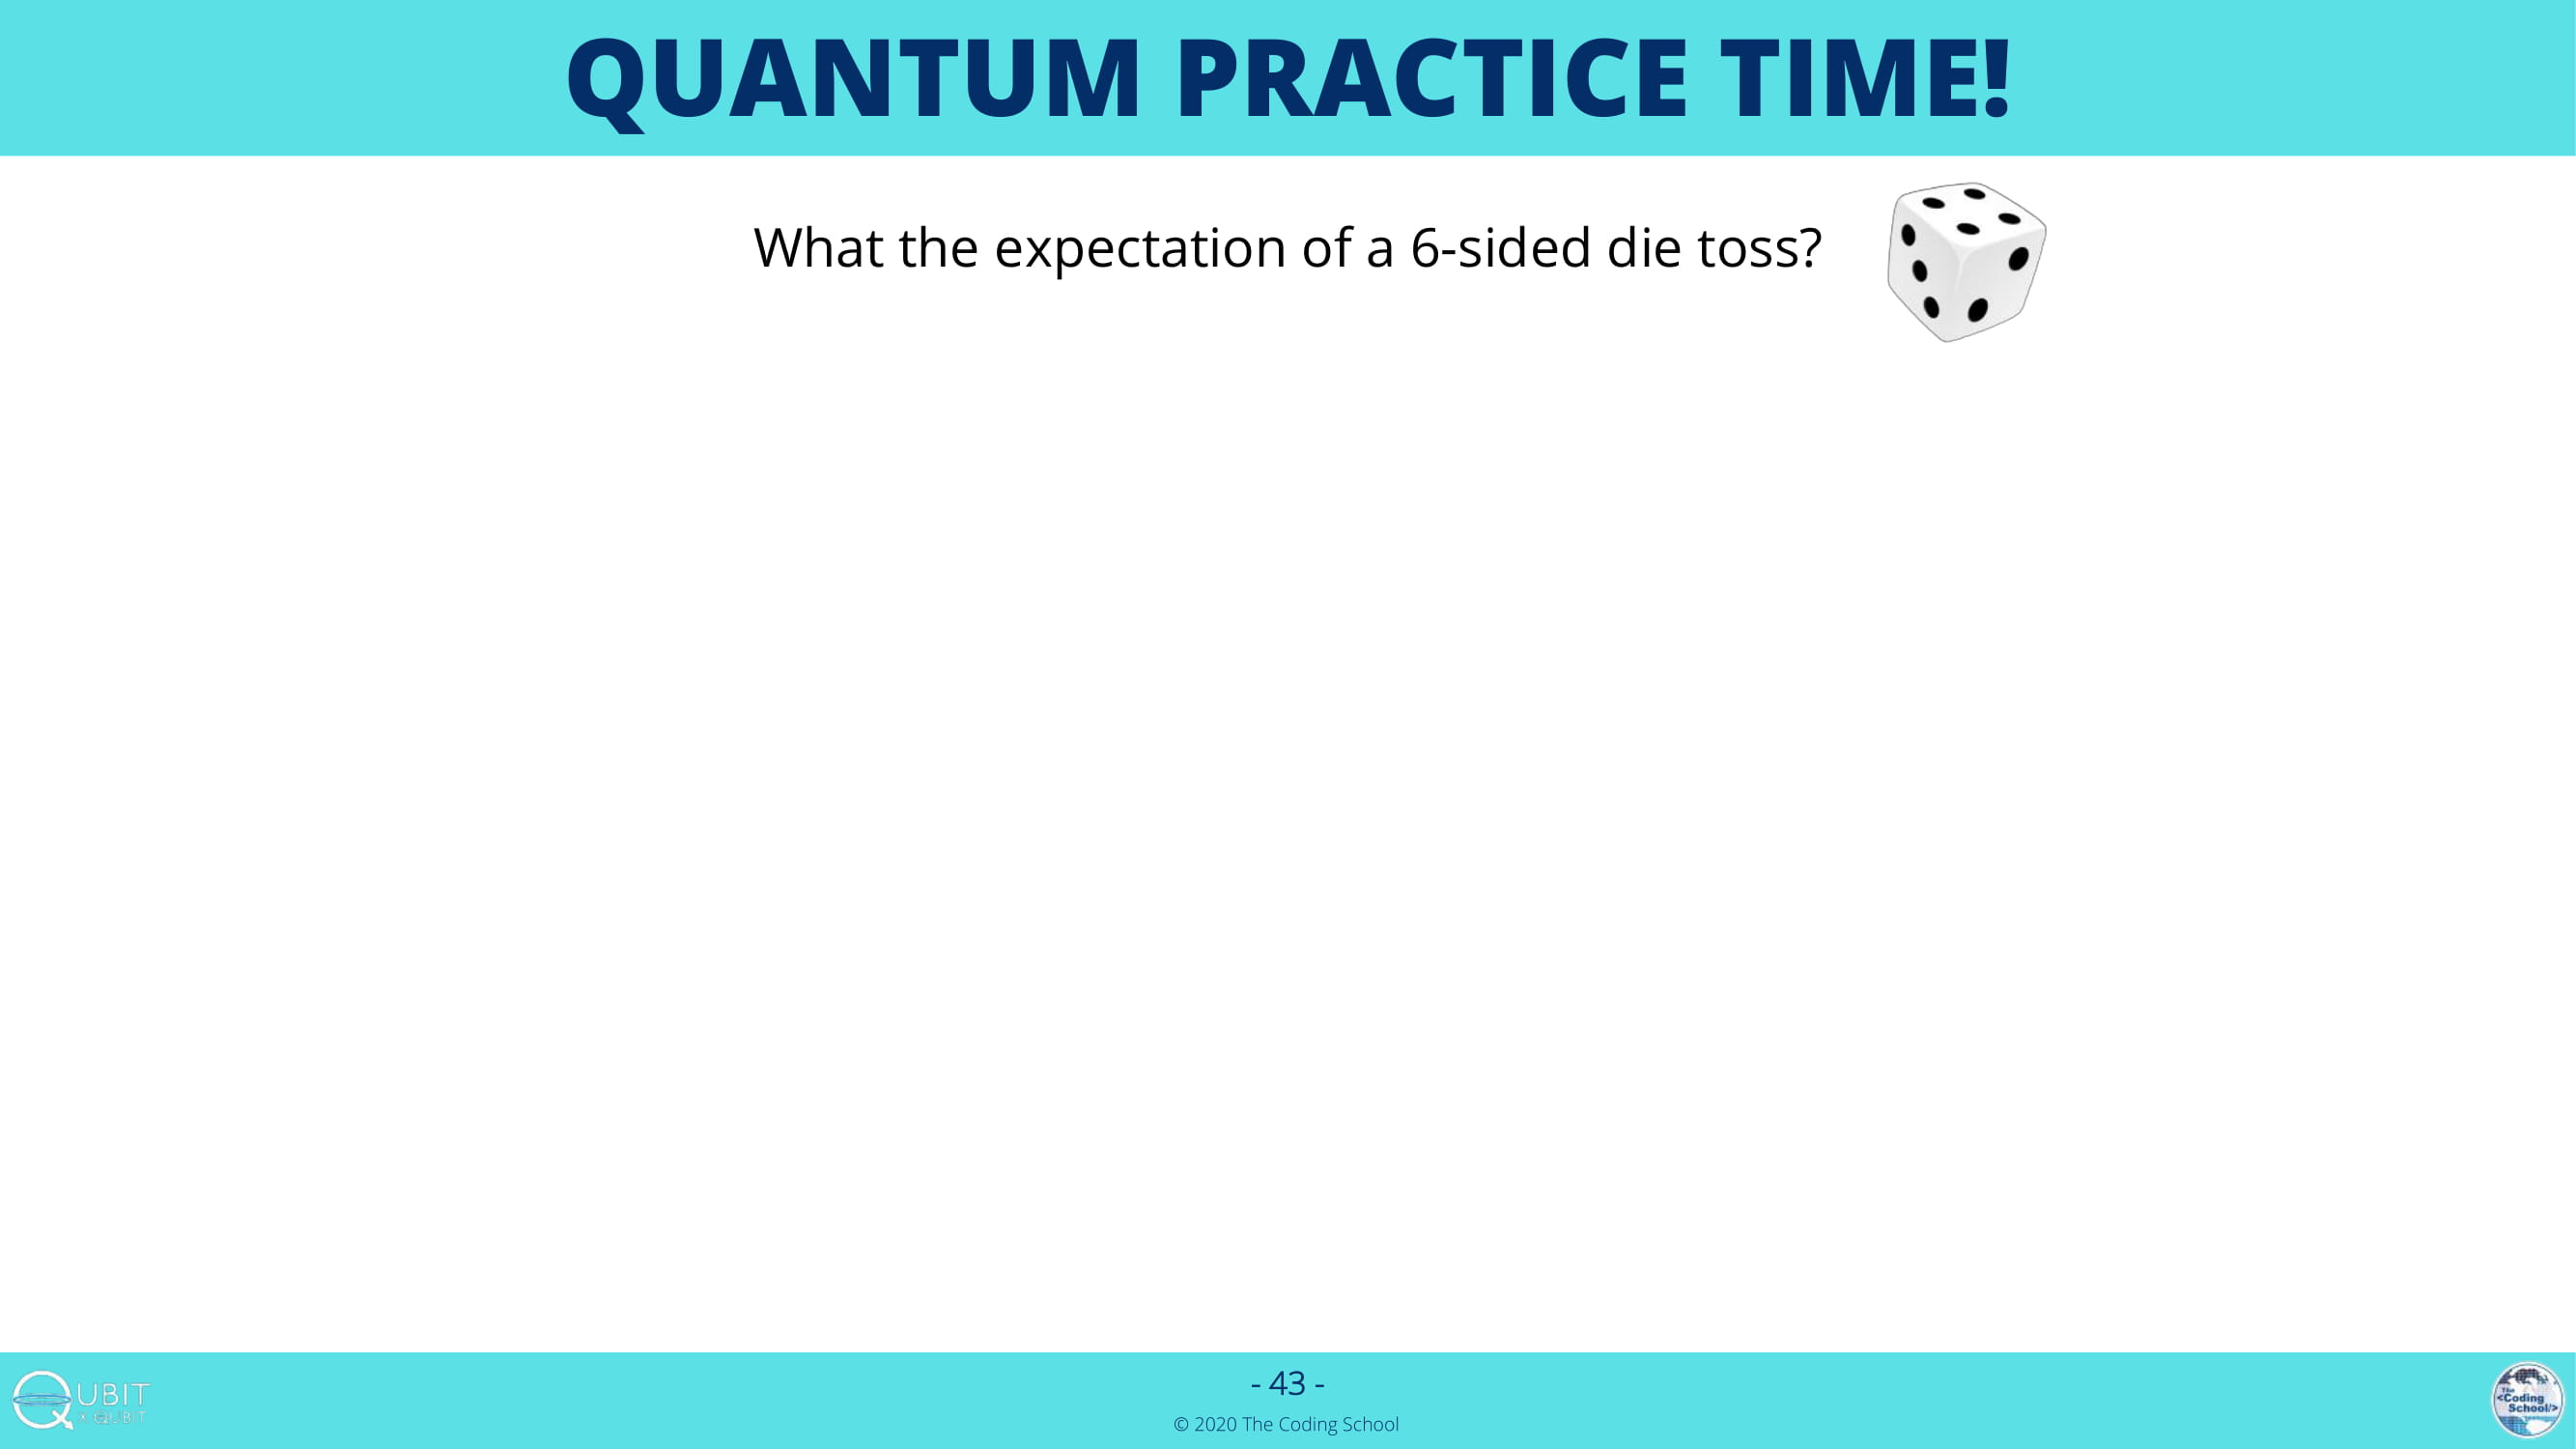 QUANTUM PRACTICE TIME!
What the expectation of a 6-sided die toss?
- 43 -
© 2020 The Coding School
QUBIT
X QUBIT
The
<Coding
School/>